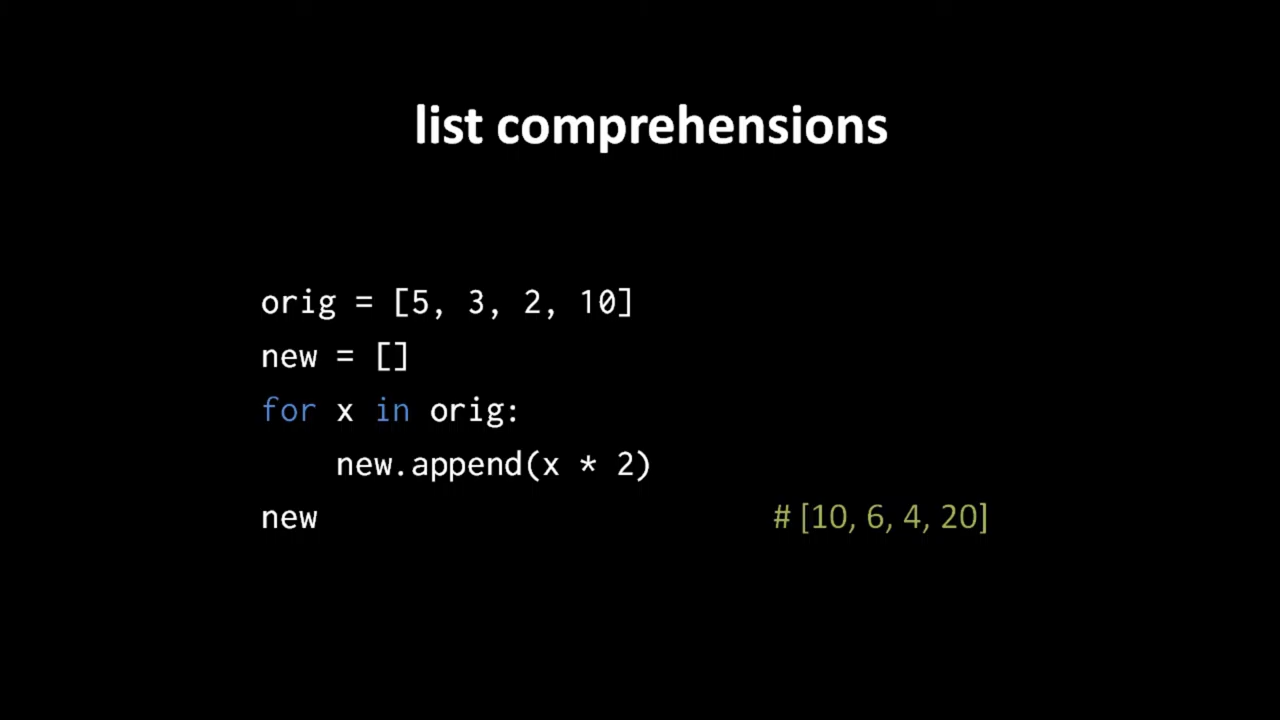 list comprehensions
orig = [5, 3, 2, 10]
new = []
for x in orig:
    new.append(x * 2)
new # [10, 6, 4, 20]